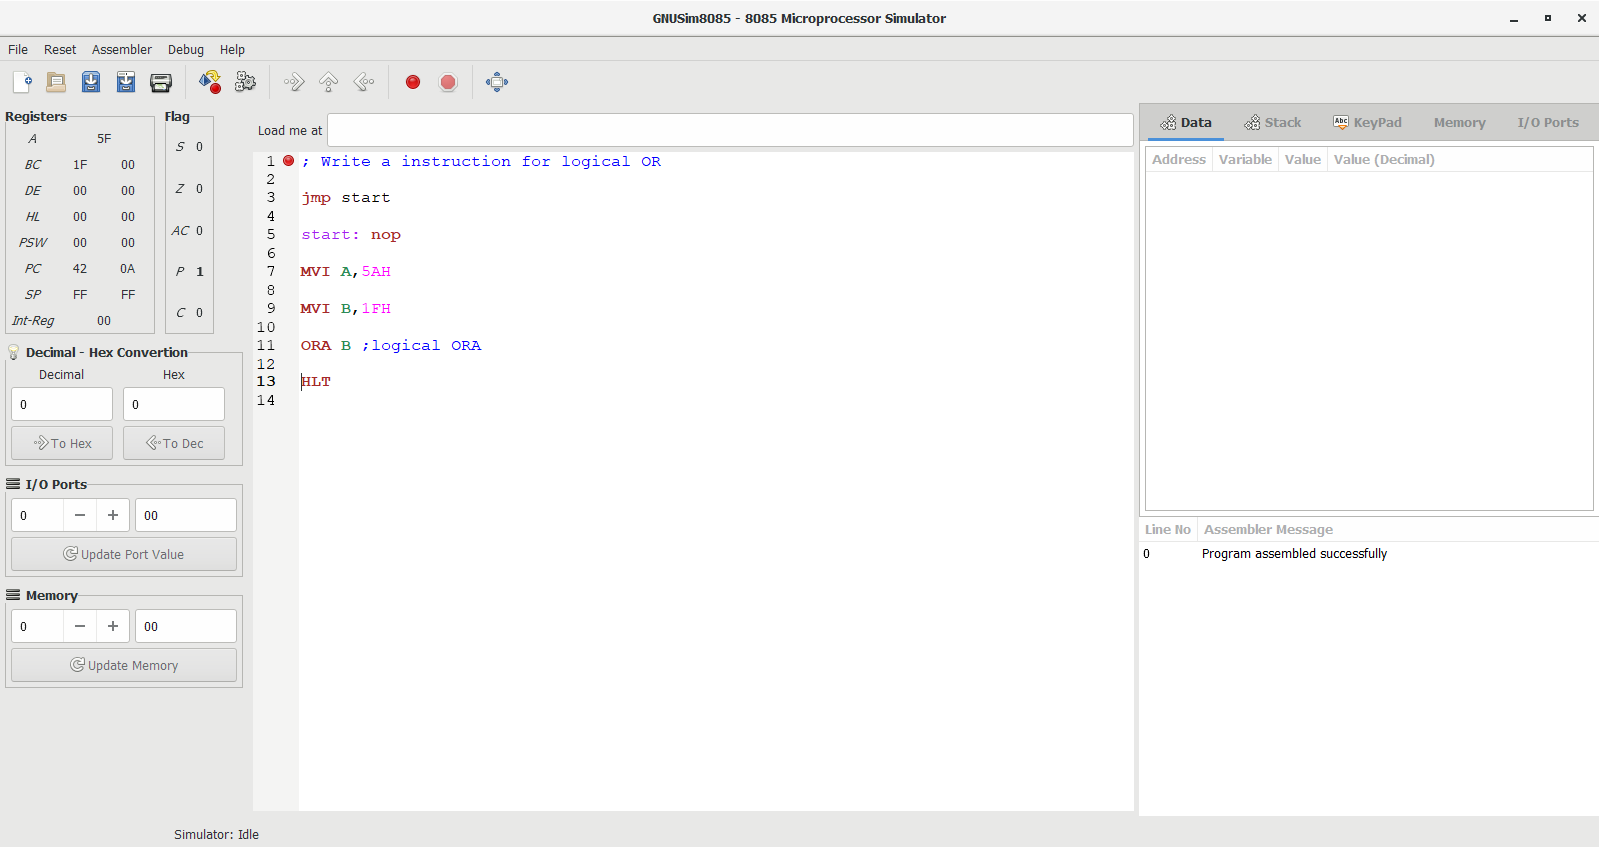 GNUSim8085 - 8085 Microprocessor Simulator
File Reset Assembler Debug Help
Registers
A 5F
BC 1F 00
DE 00 00
HL 00 00
PSW 00 00
PC 42 0A
SP FF FF
Int-Reg 00
Flag
S 0
Z 0
AC 0
P 1
C 0
Decimal - Hex Convertion
Decimal Hex
0 0
To Hex To Dec
I/O Ports
0 − + 00
Update Port Value
Memory
0 − + 00
Update Memory
Load me at
1 ; Write a instruction for logical OR
2
3 jmp start
4
5 start: nop
6
7 MVI A,5AH
8
9 MVI B,1FH
10
11 ORA B ;logical ORA
12
13 HLT
14
Data Stack Abc KeyPad Memory I/O Ports
Address Variable Value Value (Decimal)
Line No Assembler Message
0 Program assembled successfully
Simulator: Idle